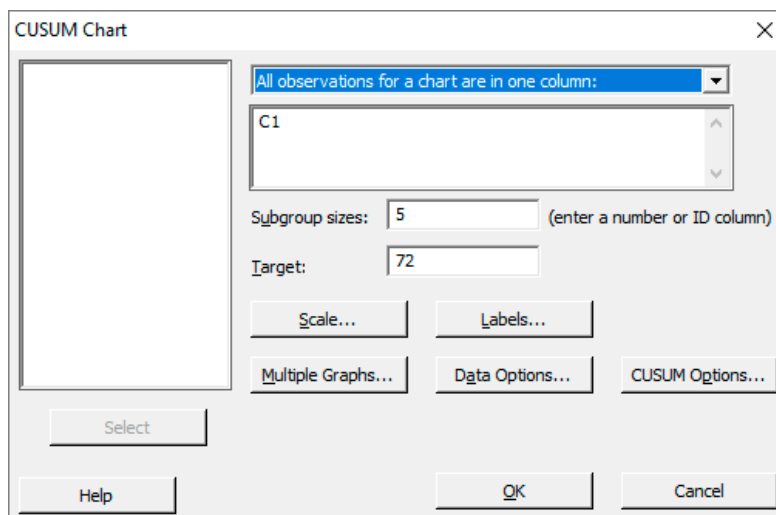 CUSUM Chart
All observations for a chart are in one column:
C1
Subgroup sizes: 5 (enter a number or ID column)
Target: 72
Scale... Labels...
Multiple Graphs... Data Options... CUSUM Options...
Select
Help OK Cancel